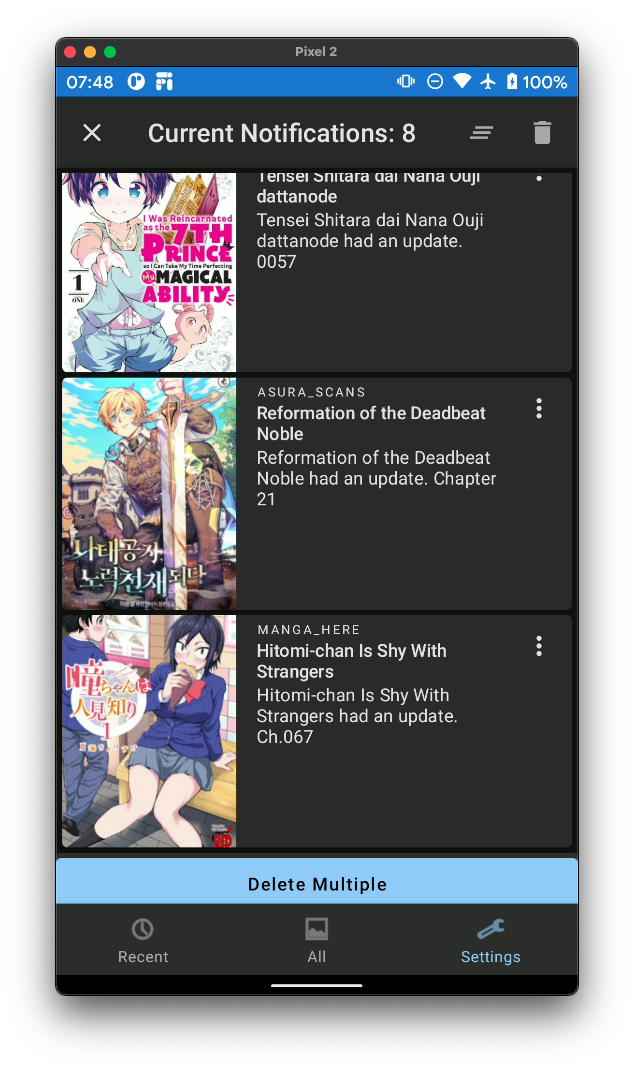 Pixel 2
07:48
100%
Current Notifications: 8
Tensei Shitara dai Nana Ouji
dattanode
Tensei Shitara dai Nana Ouji
dattanode had an update.
0057
I Was Reincarnated
as the 7TH
PRINCE
so I Can Take My Time Perfecting
My MAGICAL
ABILITY
1
ONE
ASURA_SCANS
Reformation of the Deadbeat
Noble
Reformation of the Deadbeat
Noble had an update. Chapter
21
나태공자,
노력천재되다
MANGA_HERE
Hitomi-chan Is Shy With
Strangers
Hitomi-chan Is Shy With
Strangers had an update.
Ch.067
瞳ちゃんは
人見知り
1
RED
Delete Multiple
Recent
All
Settings